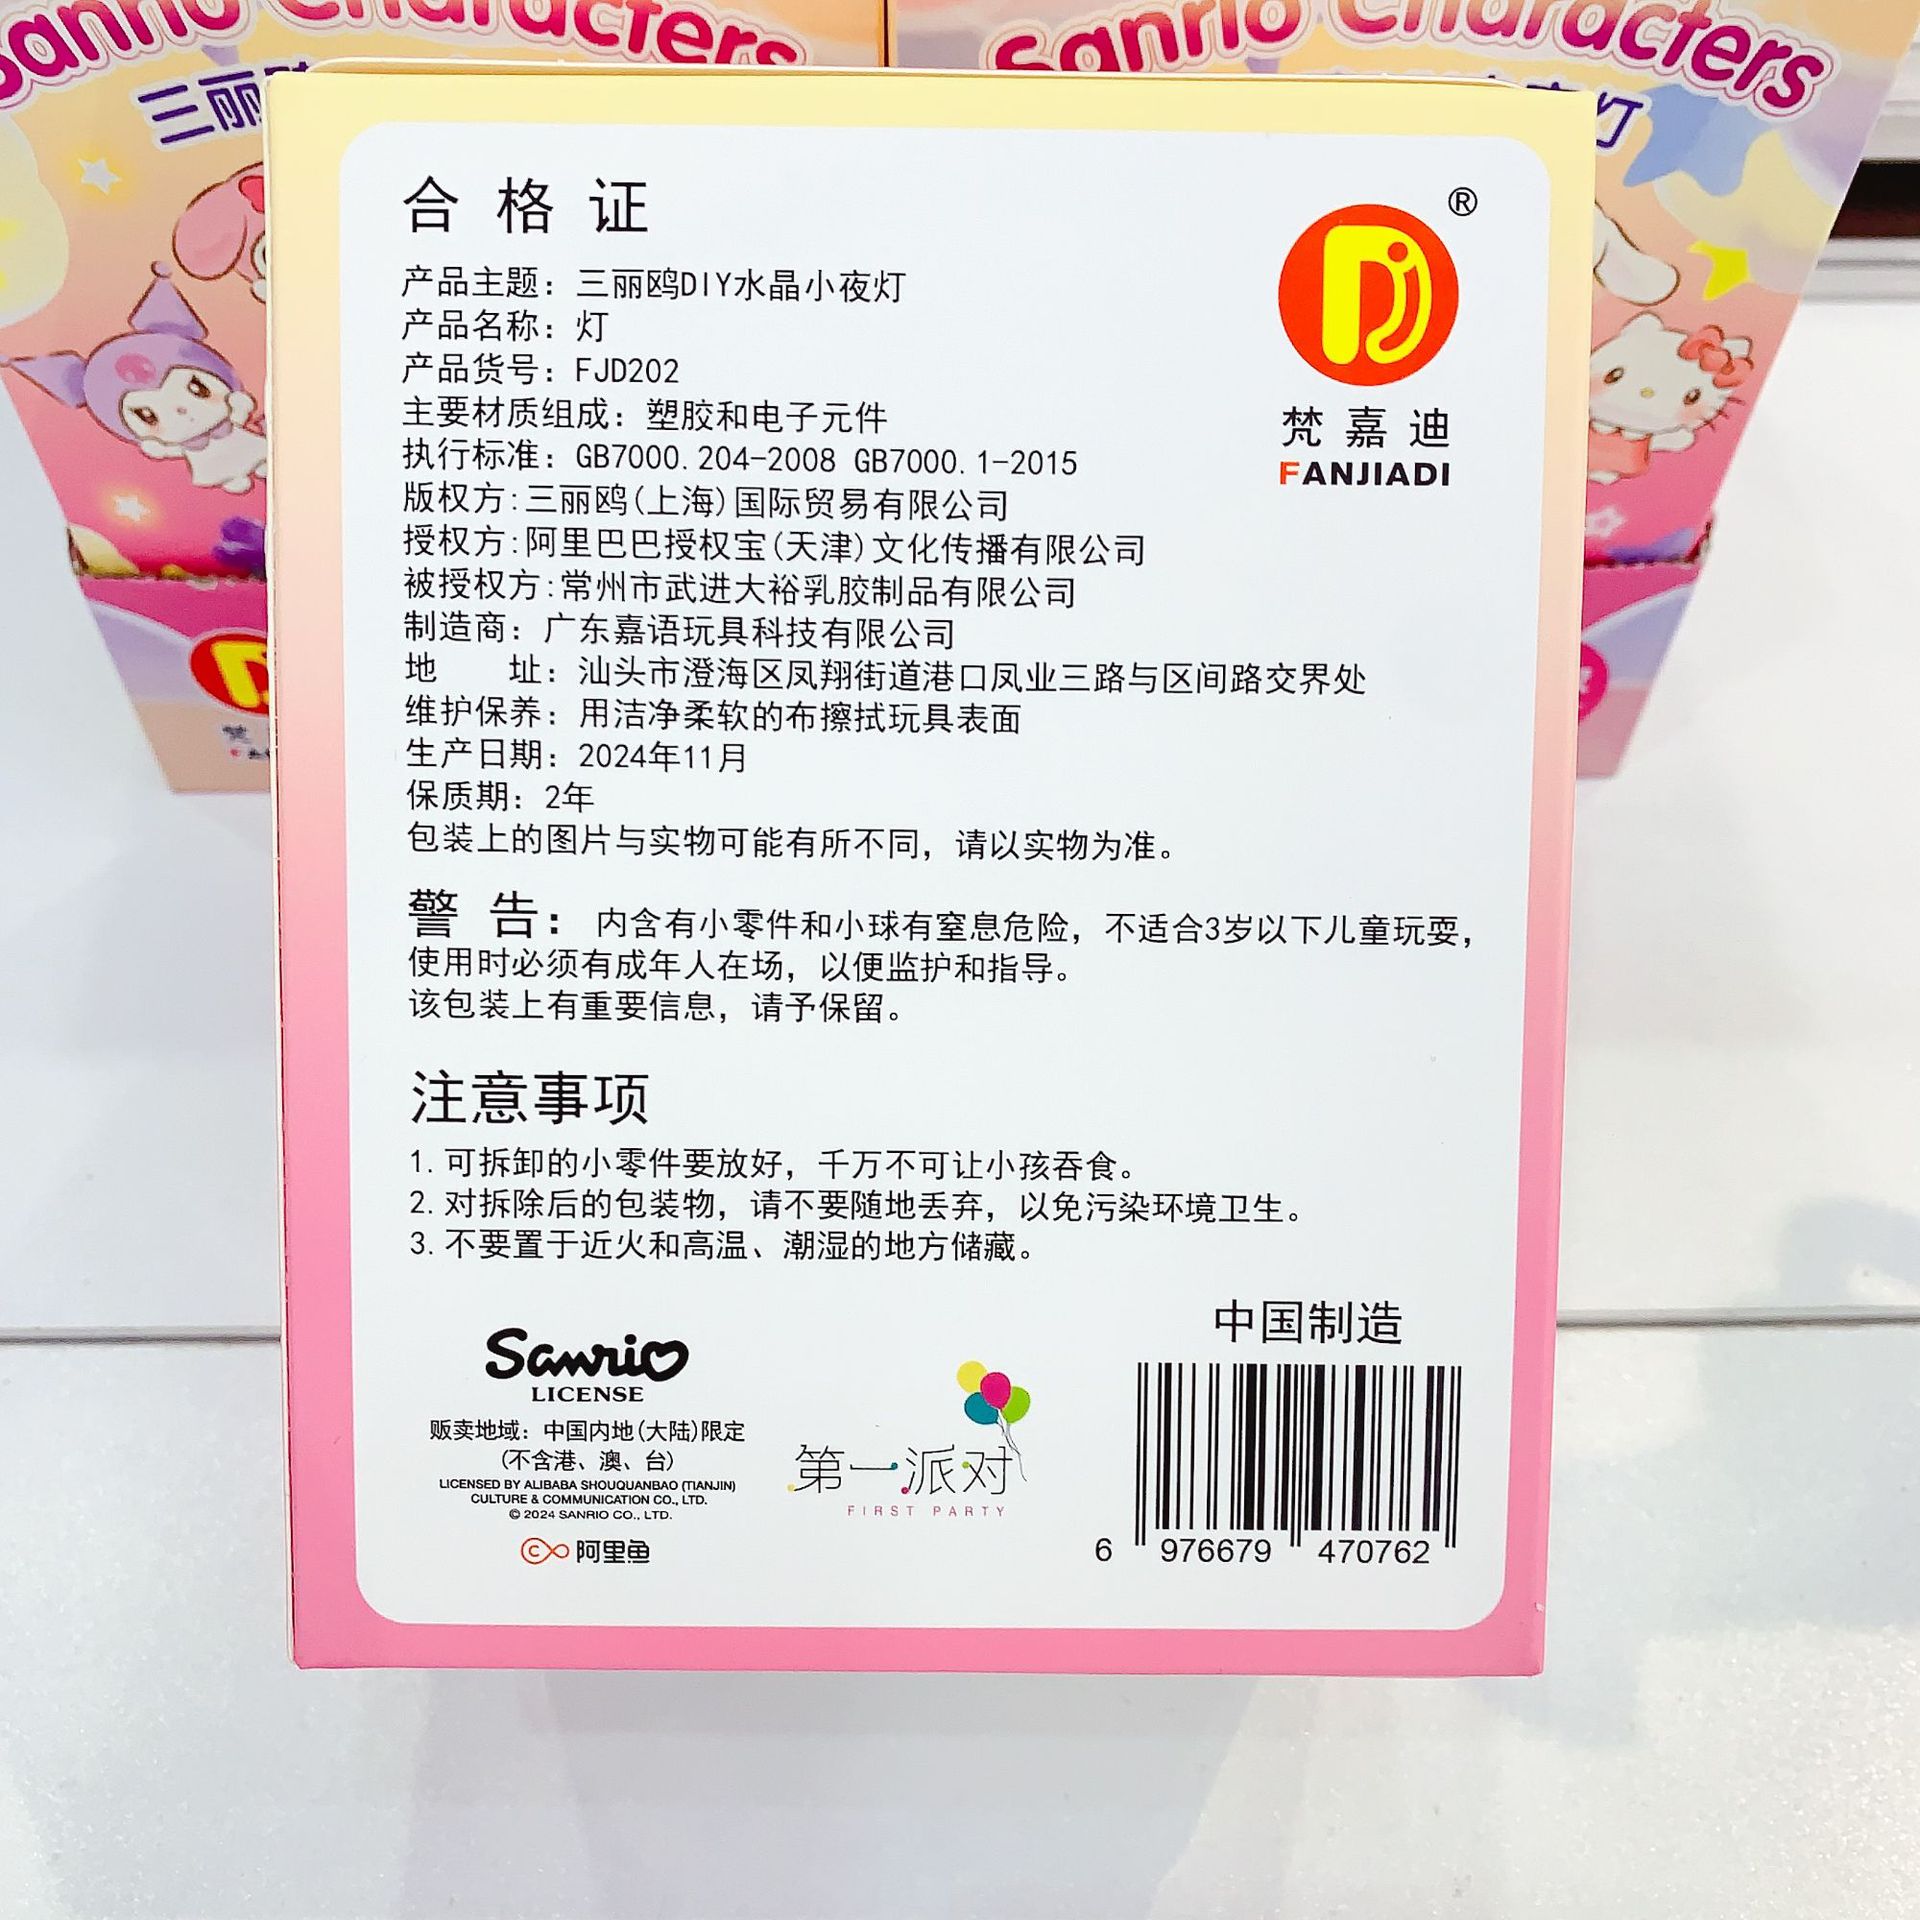 Sanrio Characters
Sanrio Characters
三丽
夜灯
合格证
产品主题：三丽鸥DIY水晶小夜灯
产品名称：灯
产品货号：FJD202
主要材质组成：塑胶和电子元件
执行标准：GB7000.204-2008 GB7000.1-2015
版权方:三丽鸥(上海)国际贸易有限公司
授权方:阿里巴巴授权宝(天津)文化传播有限公司
被授权方:常州市武进大裕乳胶制品有限公司
制造商：广东嘉语玩具科技有限公司
地　　址：汕头市澄海区凤翔街道港口凤业三路与区间路交界处
维护保养：用洁净柔软的布擦拭玩具表面
生产日期：2024年11月
保质期：2年
包装上的图片与实物可能有所不同，请以实物为准。
®
梵嘉迪
FANJIADI
警告：内含有小零件和小球有窒息危险，不适合3岁以下儿童玩耍，
使用时必须有成年人在场，以便监护和指导。
该包装上有重要信息，请予保留。
注意事项
1.可拆卸的小零件要放好，千万不可让小孩吞食。
2.对拆除后的包装物，请不要随地丢弃，以免污染环境卫生。
3.不要置于近火和高温、潮湿的地方储藏。
Sanrio
LICENSE
贩卖地域：中国内地(大陆)限定
(不含港、澳、台)
LICENSED BY ALIBABA SHOUQUANBAO (TIANJIN)
CULTURE & COMMUNICATION CO., LTD.
© 2024 SANRIO CO., LTD.
阿里鱼
第一派对
FIRST PARTY
中国制造
6 976679 470762